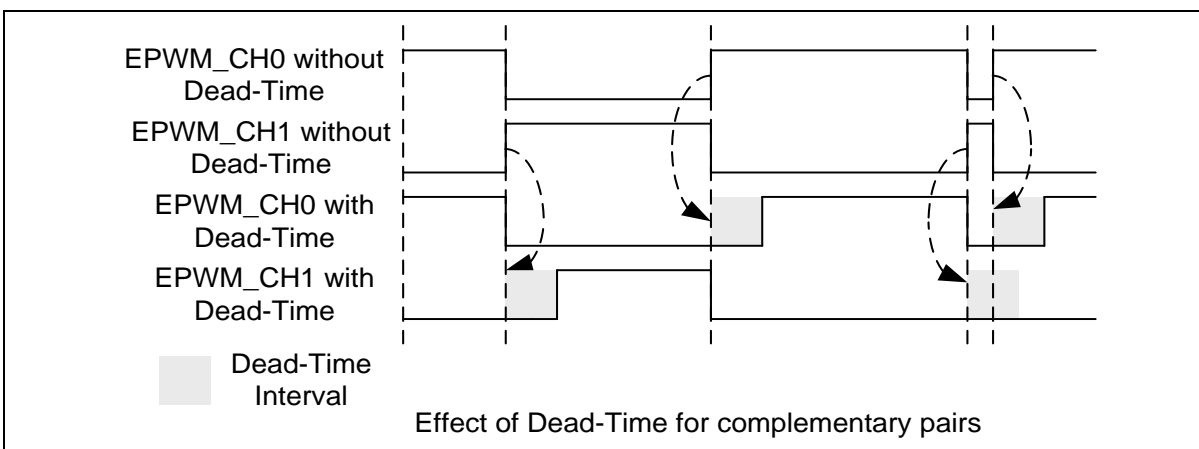 EPWM_CH0 without
Dead-Time
EPWM_CH1 without
Dead-Time
EPWM_CH0 with
Dead-Time
EPWM_CH1 with
Dead-Time
Dead-Time
Interval
Effect of Dead-Time for complementary pairs